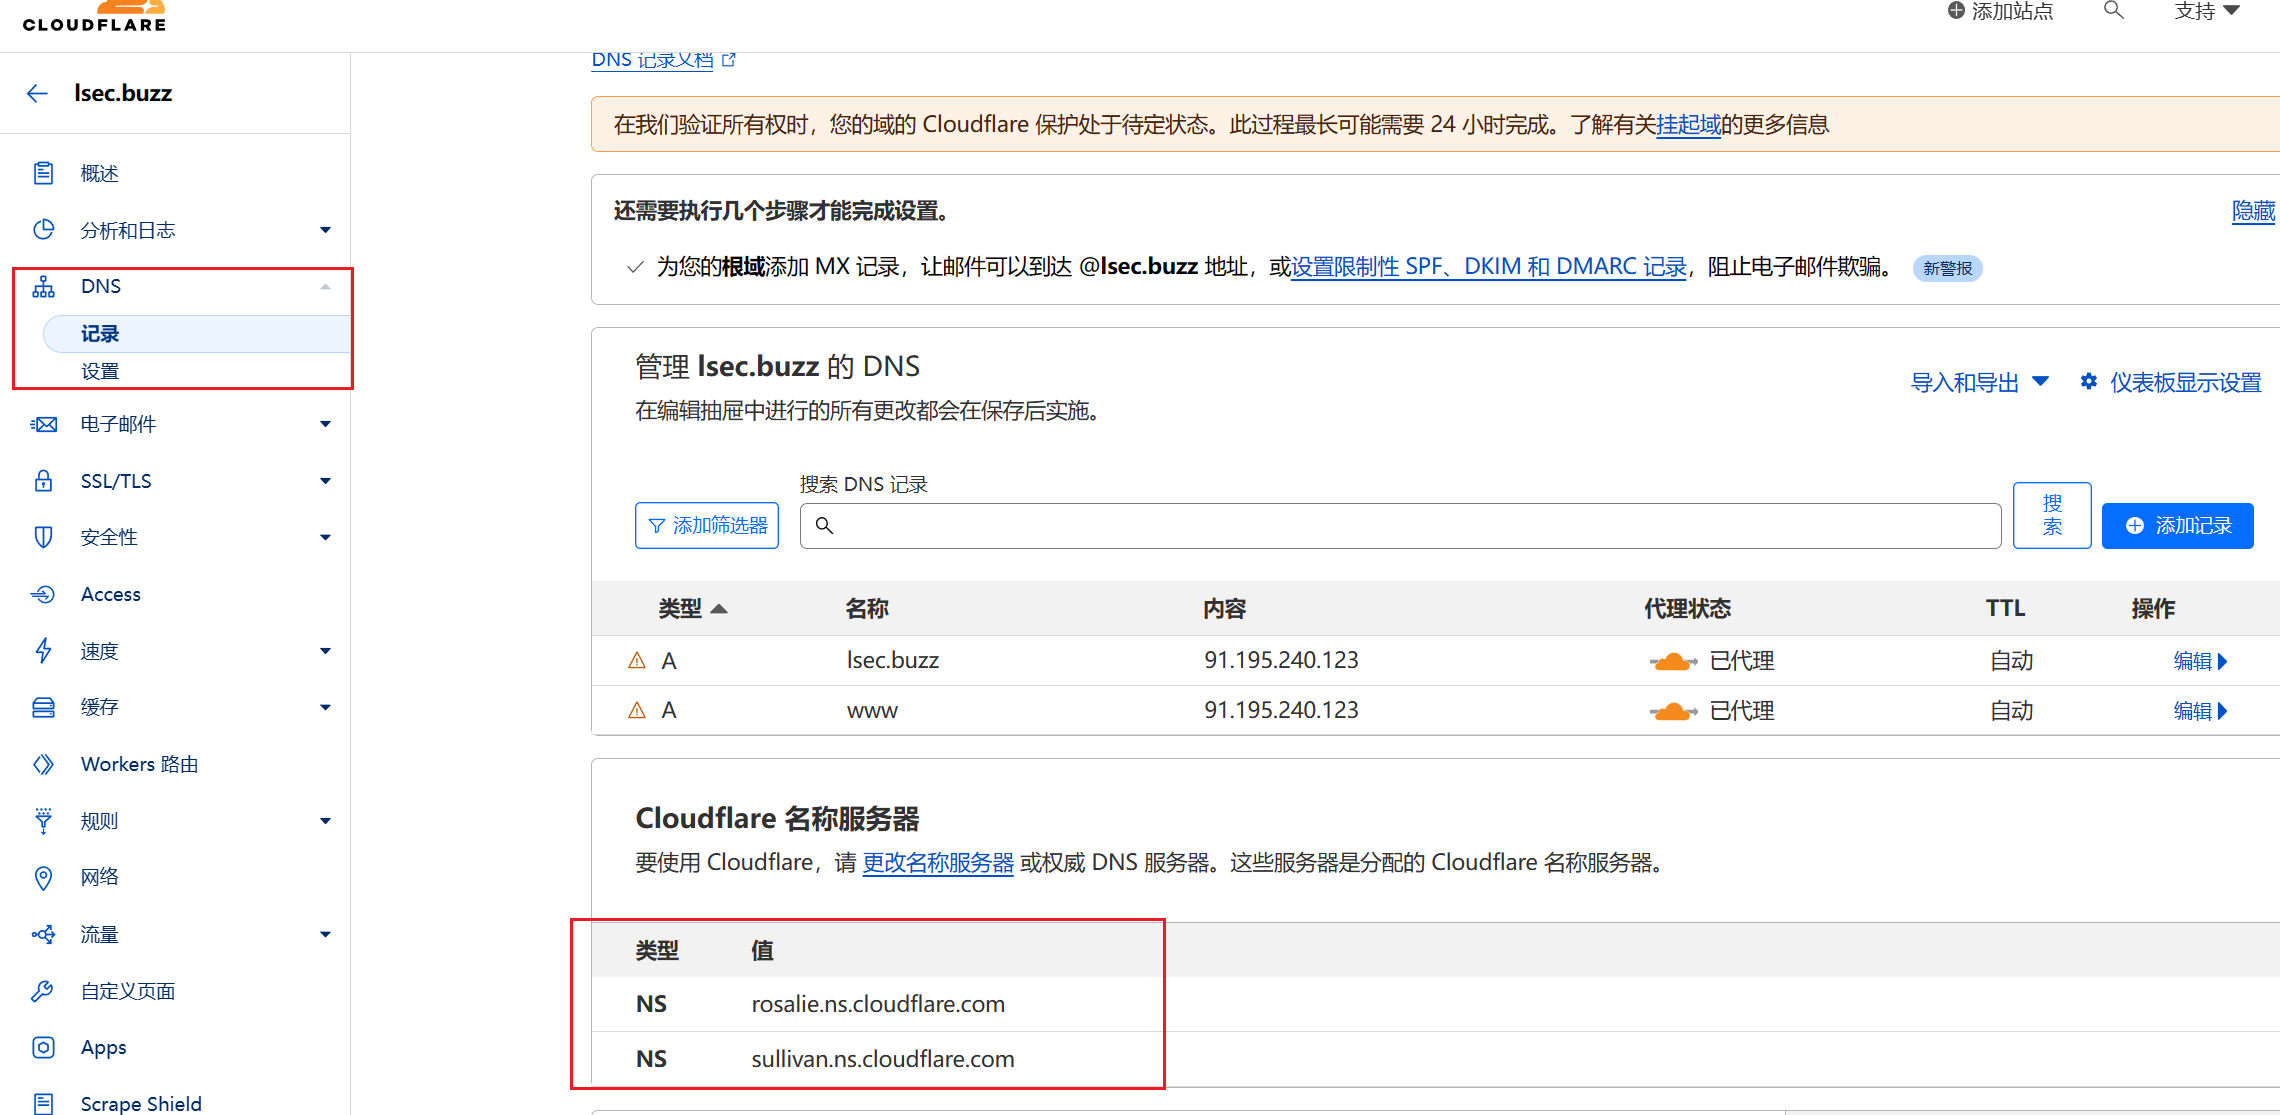 CLOUDFLARE
添加站点
支持
lsec.buzz
概述
分析和日志
DNS
记录
设置
电子邮件
SSL/TLS
安全性
Access
速度
缓存
Workers 路由
规则
网络
流量
自定义页面
Apps
Scrape Shield
DNS 记录文档
在我们验证所有权时，您的域的 Cloudflare 保护处于待定状态。此过程最长可能需要 24 小时完成。了解有关挂起域的更多信息
还需要执行几个步骤才能完成设置。
隐藏
为您的根域添加 MX 记录，让邮件可以到达 @lsec.buzz 地址，或设置限制性 SPF、DKIM 和 DMARC 记录，阻止电子邮件欺骗。 新警报
管理 lsec.buzz 的 DNS
在编辑抽屉中进行的所有更改都会在保存后实施。
导入和导出
仪表板显示设置
搜索 DNS 记录
添加筛选器
搜索
添加记录
类型 名称 内容 代理状态 TTL 操作
A lsec.buzz 91.195.240.123 已代理 自动 编辑
A www 91.195.240.123 已代理 自动 编辑
Cloudflare 名称服务器
要使用 Cloudflare，请 更改名称服务器 或权威 DNS 服务器。这些服务器是分配的 Cloudflare 名称服务器。
类型 值
NS rosalie.ns.cloudflare.com
NS sullivan.ns.cloudflare.com